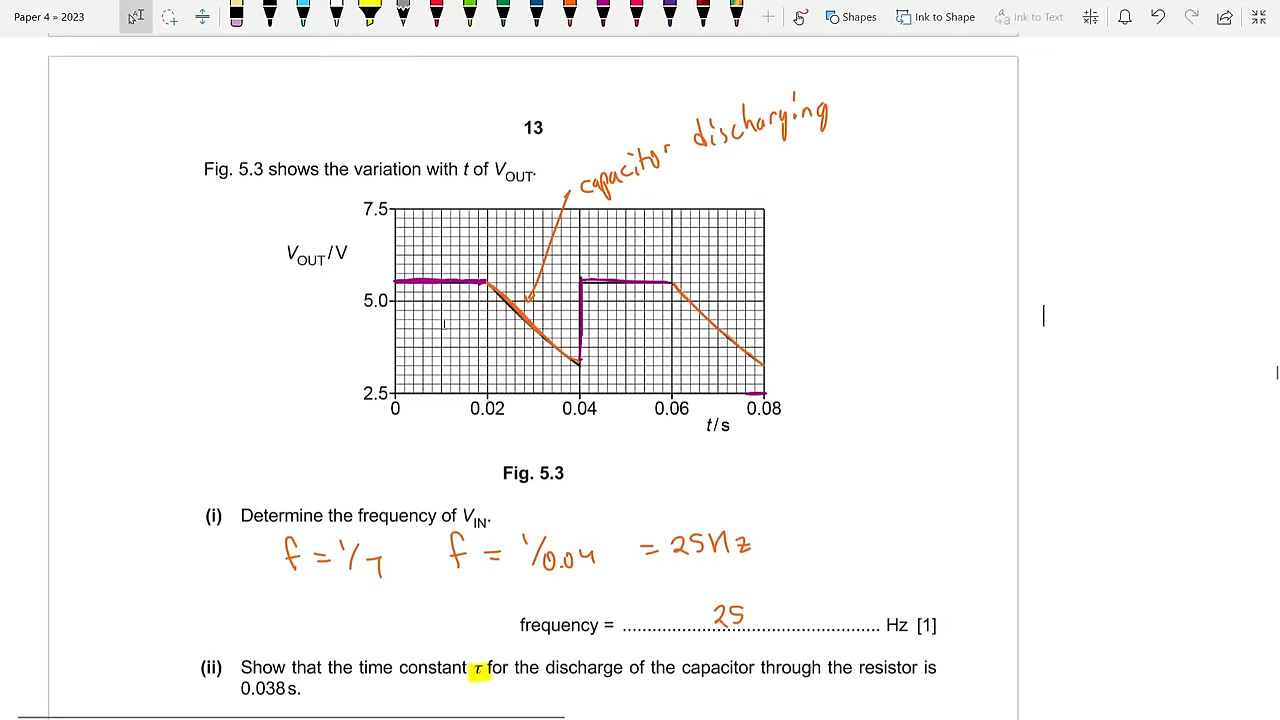 Paper 4 » 2023
Shapes
Ink to Shape
Ink to Text
13
capacitor discharging
Fig. 5.3 shows the variation with t of VOUT.
7.5
VOUT / V
5.0
2.5
0 0.02 0.04 0.06 0.08
t / s
Fig. 5.3
(i) Determine the frequency of VIN.
f = 1/T f = 1/0.04 = 25Hz
25
frequency = .................................................. Hz [1]
(ii) Show that the time constant τ for the discharge of the capacitor through the resistor is
0.038 s.